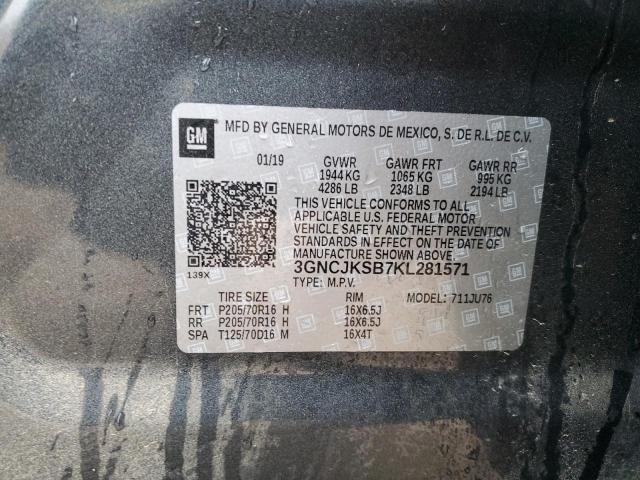 GM
MFD BY GENERAL MOTORS DE MEXICO, S. DE R.L. DE C.V.
01/19 GVWR GAWR FRT GAWR RR
1944 KG 1065 KG 995 KG
4286 LB 2348 LB 2194 LB
THIS VEHICLE CONFORMS TO ALL
APPLICABLE U.S. FEDERAL MOTOR
VEHICLE SAFETY AND THEFT
PREVENTION STANDARDS IN
EFFECT ON THE DATE OF
MANUFACTURE SHOWN ABOVE.
3GNCJKSB7KL281571
139X
TYPE: M.P.V.
TIRE SIZE RIM MODEL: 711JU76
FRT P205/70R16 H 16X6.5J
RR P205/70R16 H 16X6.5J
SPA T125/70D16 M 16X4T